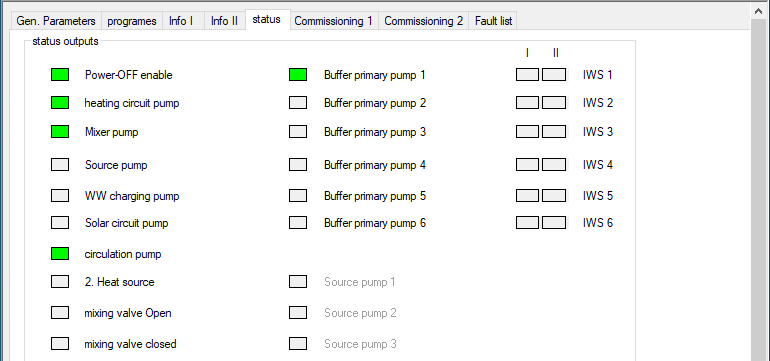 Gen. Parameters programes Info I Info II status Commissioning 1 Commissioning 2 Fault list
status outputs
I II
Power-OFF enable Buffer primary pump 1 IWS 1
heating circuit pump Buffer primary pump 2 IWS 2
Mixer pump Buffer primary pump 3 IWS 3
Source pump Buffer primary pump 4 IWS 4
WW charging pump Buffer primary pump 5 IWS 5
Solar circuit pump Buffer primary pump 6 IWS 6
circulation pump
2. Heat source Source pump 1
mixing valve Open Source pump 2
mixing valve closed Source pump 3